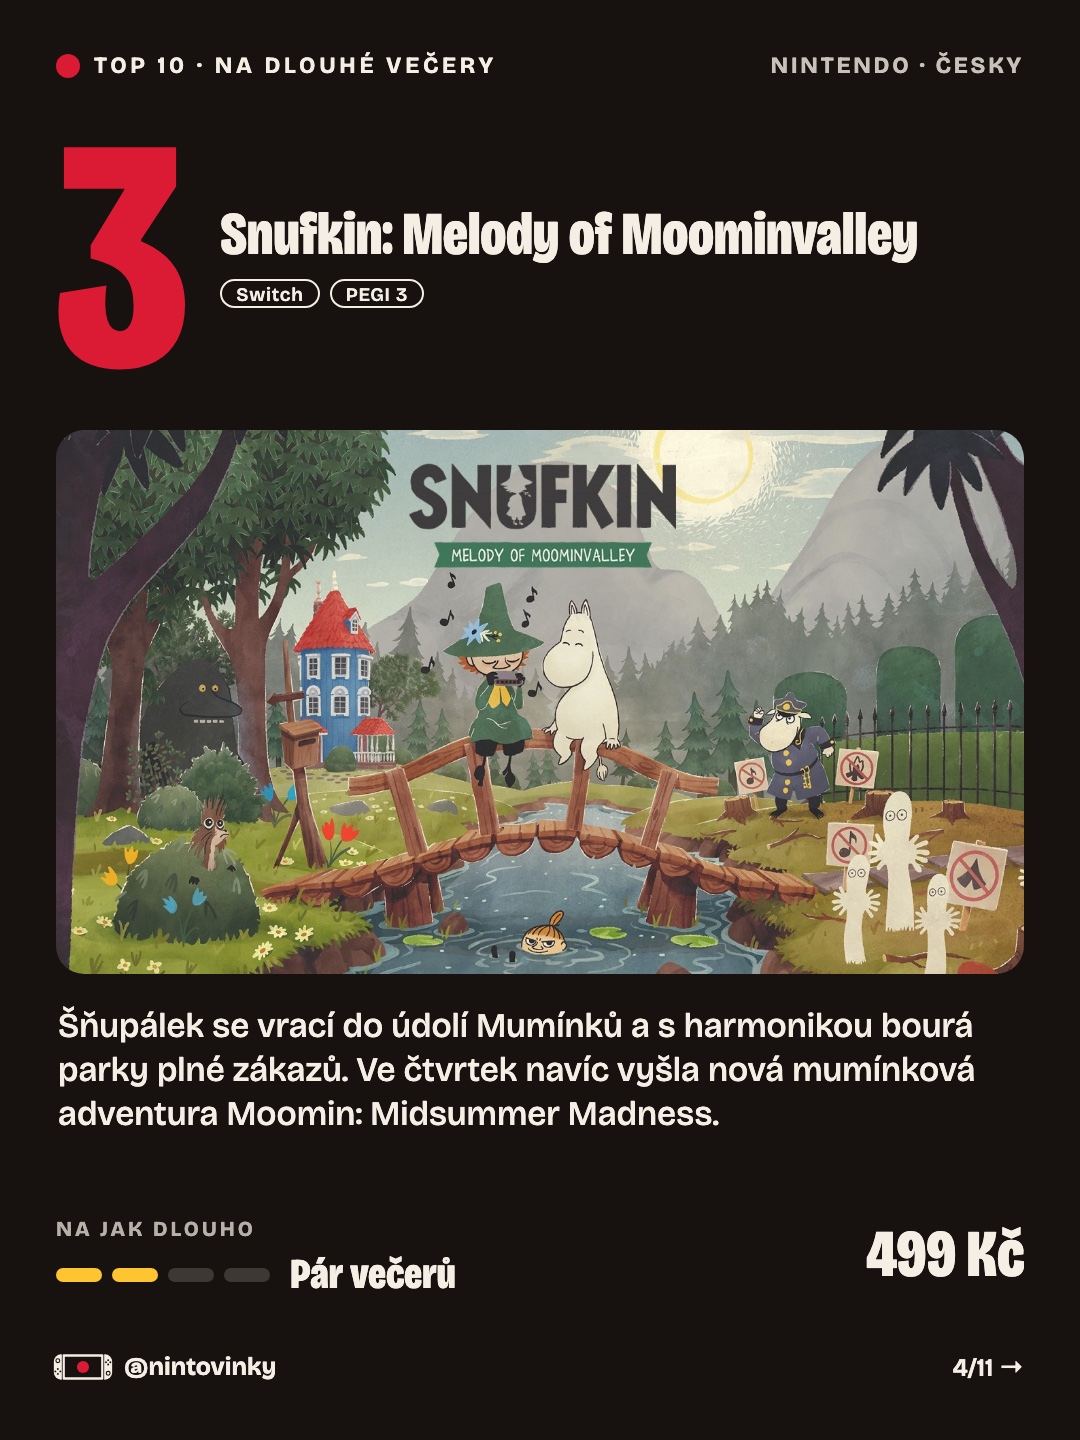 TOP 10 · NA DLOUHÉ VEČERY
NINTENDO · ČESKY
3
Snufkin: Melody of Moominvalley
Switch
PEGI 3
SNUFKIN
MELODY OF MOOMINVALLEY
Šňupálek se vrací do údolí Mumínků a s harmonikou bourá
parky plné zákazů. Ve čtvrtek navíc vyšla nová mumínková
adventura Moomin: Midsummer Madness.
NA JAK DLOUHO
Pár večerů
499 Kč
@nintovinky
4/11 →